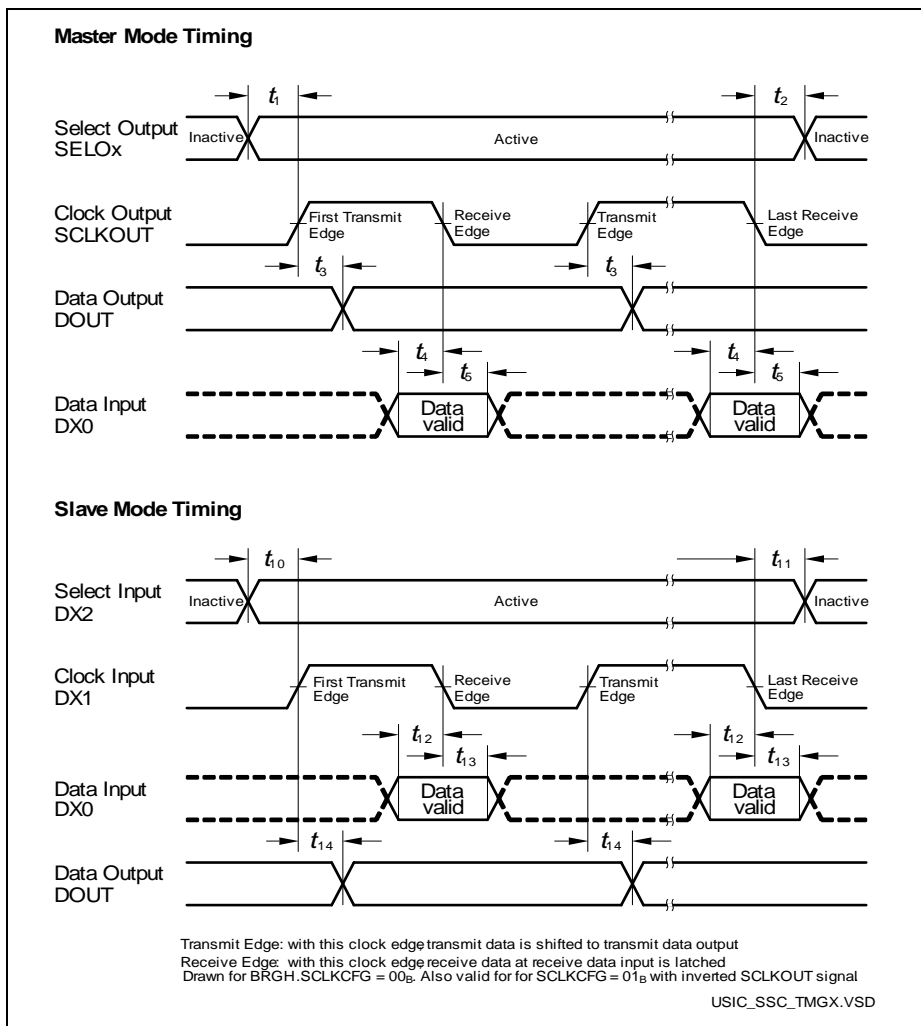 Master Mode Timing
t1
t2
Select Output
SELOx
Inactive
Active
Inactive
Clock Output
SCLKOUT
First Transmit
Edge
Receive
Edge
Transmit
Edge
Last Receive
Edge
t3
t3
Data Output
DOUT
t4
t5
t4
t5
Data Input
DX0
Data
valid
Data
valid
Slave Mode Timing
t10
t11
Select Input
DX2
Inactive
Active
Inactive
Clock Input
DX1
First Transmit
Edge
Receive
Edge
Transmit
Edge
Last Receive
Edge
t12
t13
t12
t13
Data Input
DX0
Data
valid
Data
valid
t14
t14
Data Output
DOUT
Transmit Edge: with this clock edge, transmit data is shifted to transmit data output
Receive Edge: with this clock edge, receive data at receive data input is latched
Drawn for BRGH.SCLKCFG = 00B. Also valid for for SCLKCFG = 01B with inverted SCLKOUT signal.
USIC_SSC_TMGX.VSD